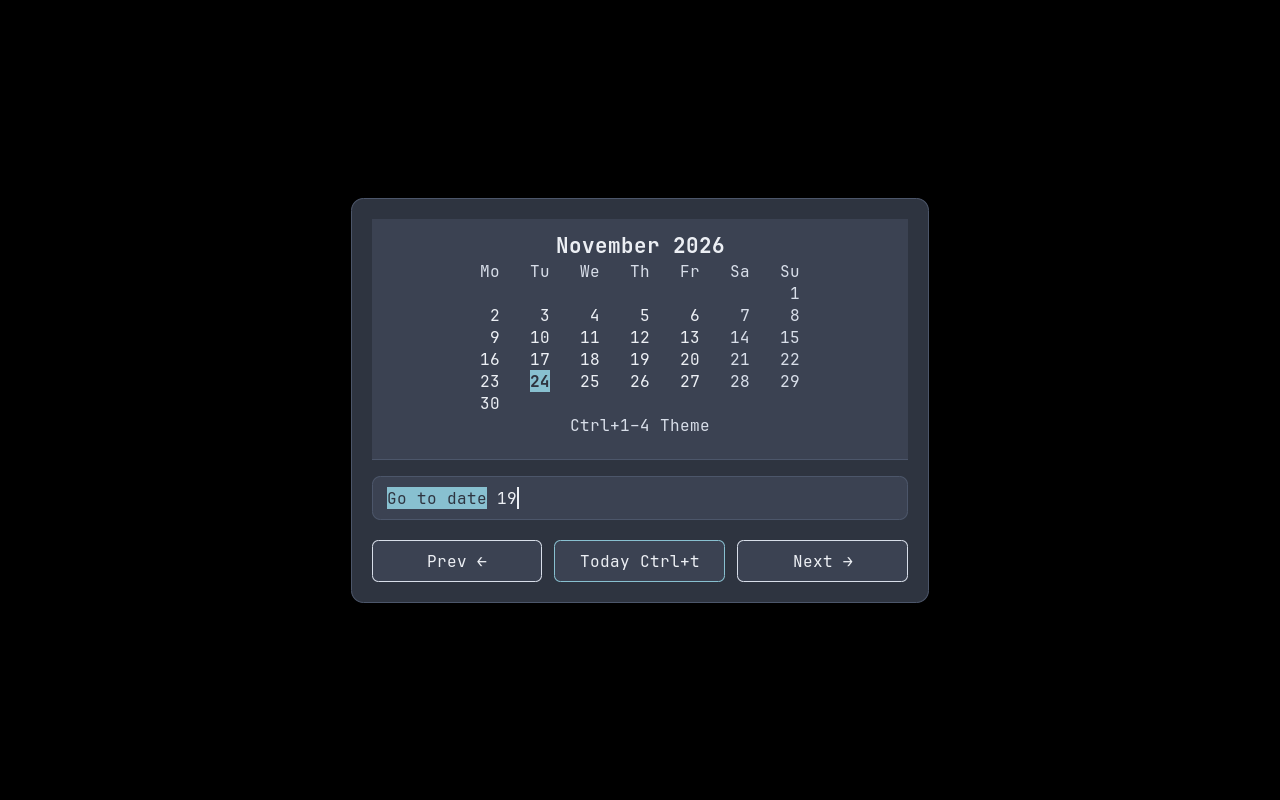 November 2026
Mo Tu We Th Fr Sa Su
1
2 3 4 5 6 7 8
9 10 11 12 13 14 15
16 17 18 19 20 21 22
23 24 25 26 27 28 29
30
Ctrl+1-4 Theme
Go to date 19
Prev ← Today Ctrl+t Next →